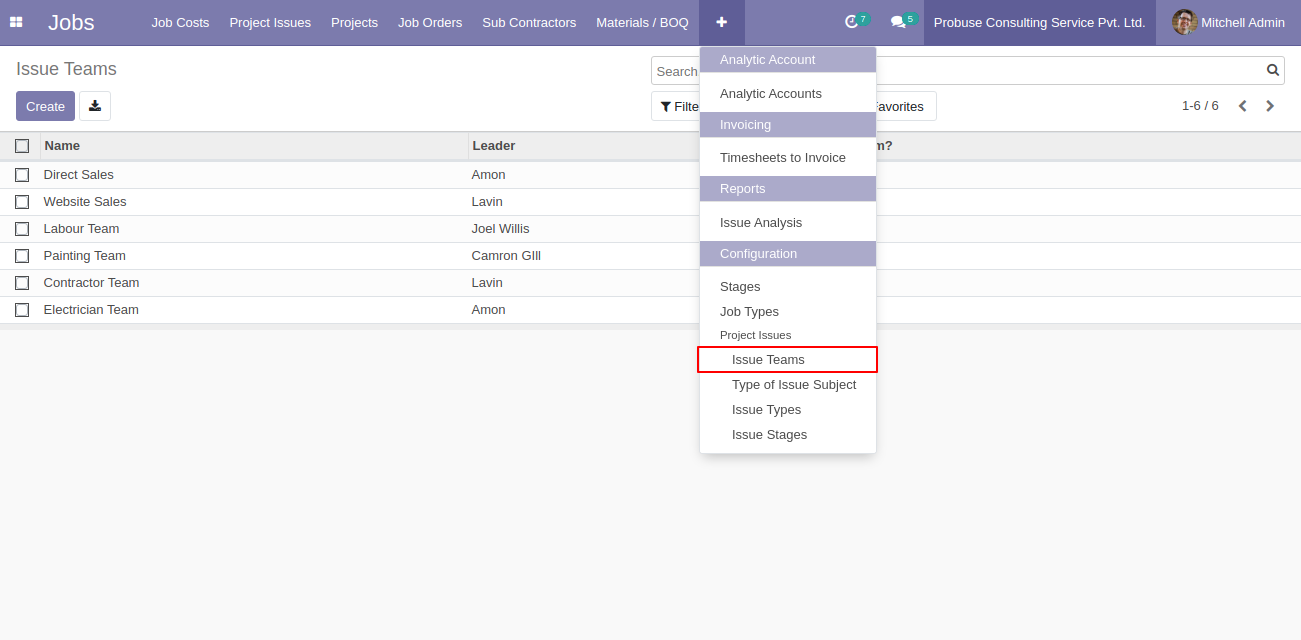 Jobs Job Costs Project Issues Projects Job Orders Sub Contractors Materials / BOQ 7 5 Probuse Consulting Service Pvt. Ltd. Mitchell Admin
Issue Teams
Search
Create
Filte
avorites
1-6 / 6
Name Leader m?
Direct Sales Amon
Website Sales Lavin
Labour Team Joel Willis
Painting Team Camron GIll
Contractor Team Lavin
Electrician Team Amon
Analytic Account
Analytic Accounts
Invoicing
Timesheets to Invoice
Reports
Issue Analysis
Configuration
Stages
Job Types
Project Issues
Issue Teams
Type of Issue Subject
Issue Types
Issue Stages